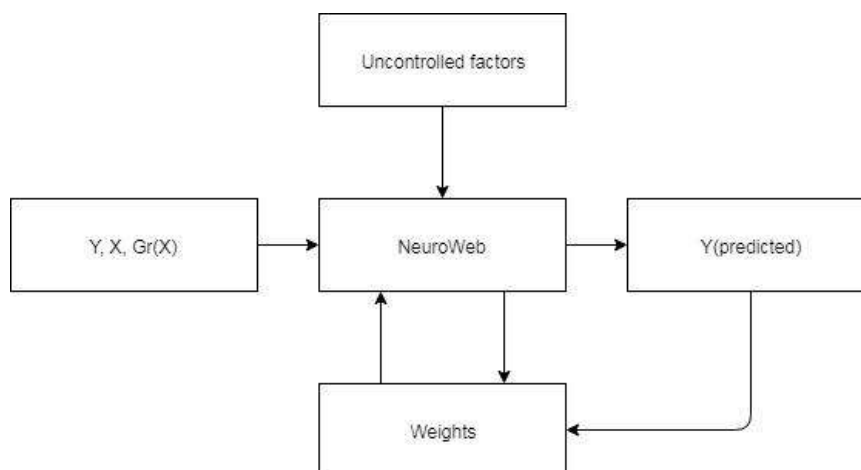 Uncontrolled factors
Y, X, Gr(X)
NeuroWeb
Y(predicted)
Weights